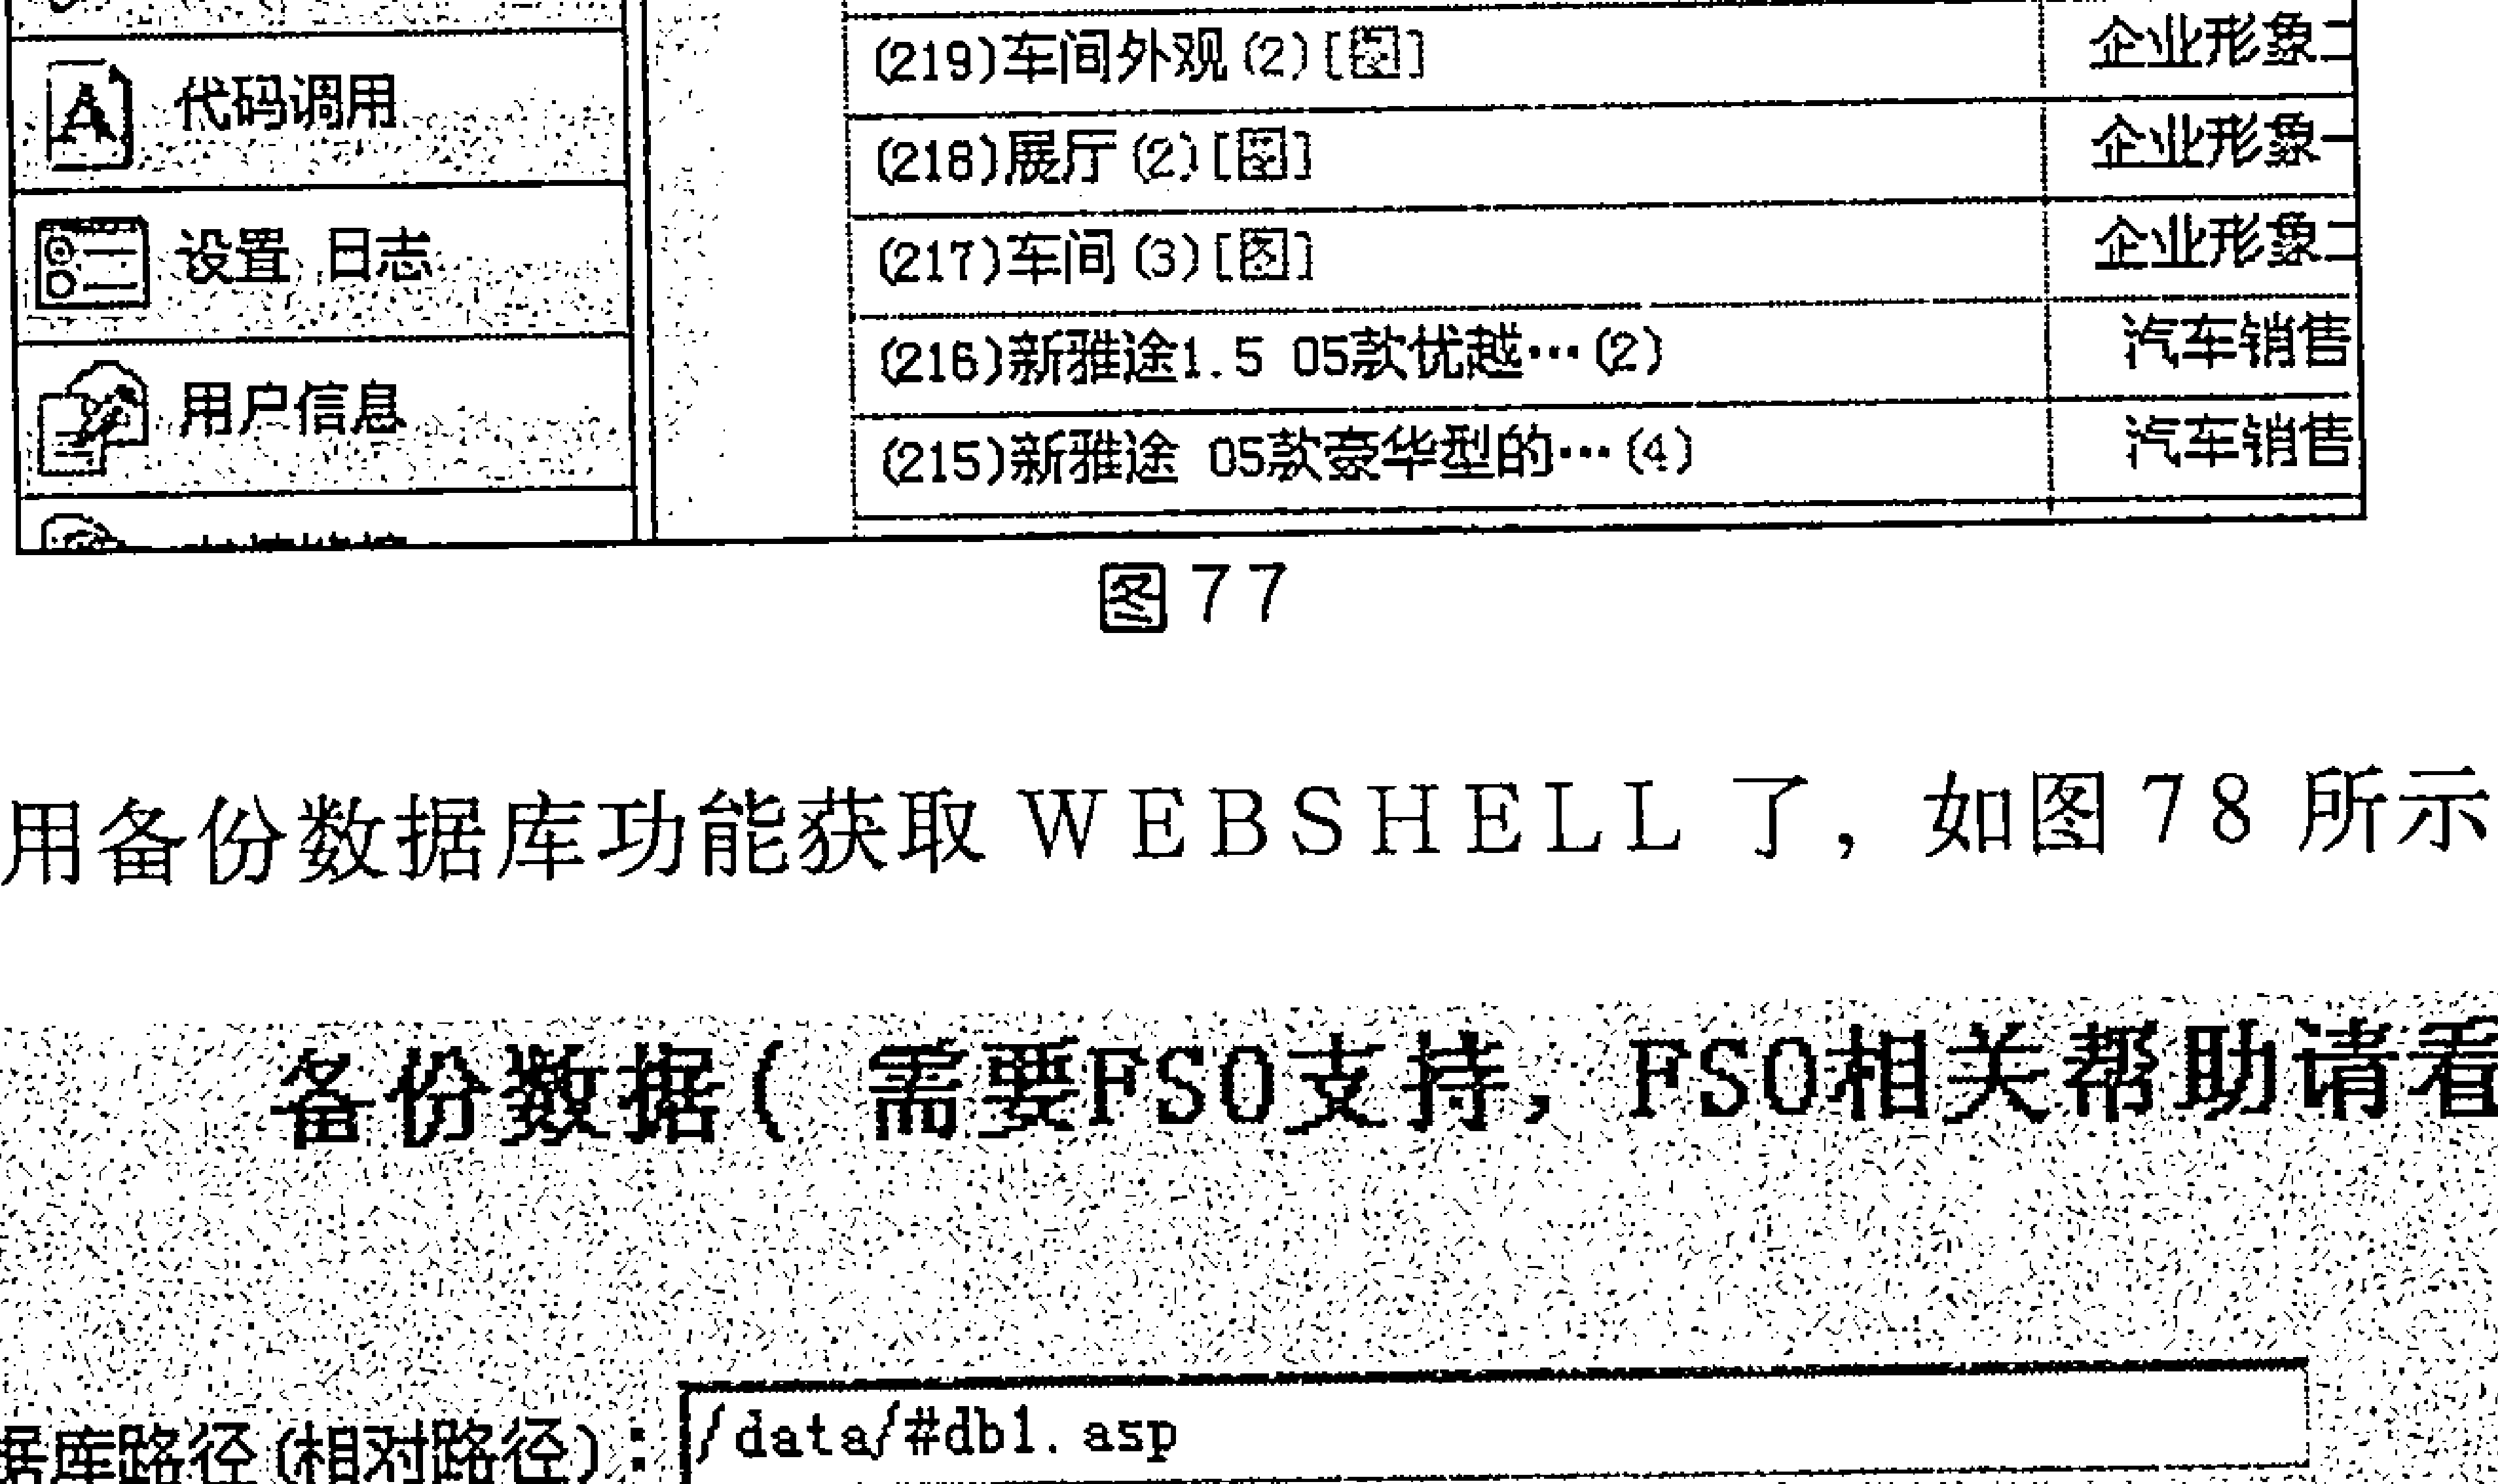 代码调用
设置 日志
用户信息
(219)车间外观(2)[图] 企业形象二
(218)展厅(2)[图] 企业形象一
(217)车间(3)[图] 企业形象二
(216)新雅途1.5 05款优越…(2) 汽车销售
(215)新雅途 05款豪华型的…(4) 汽车销售
图77
用备份数据库功能获取WEBSHELL了，如图78所示
备份数据( 需要FSO支持，FSO相关帮助请看
据库路径(相对路径)：/data/#db1.asp